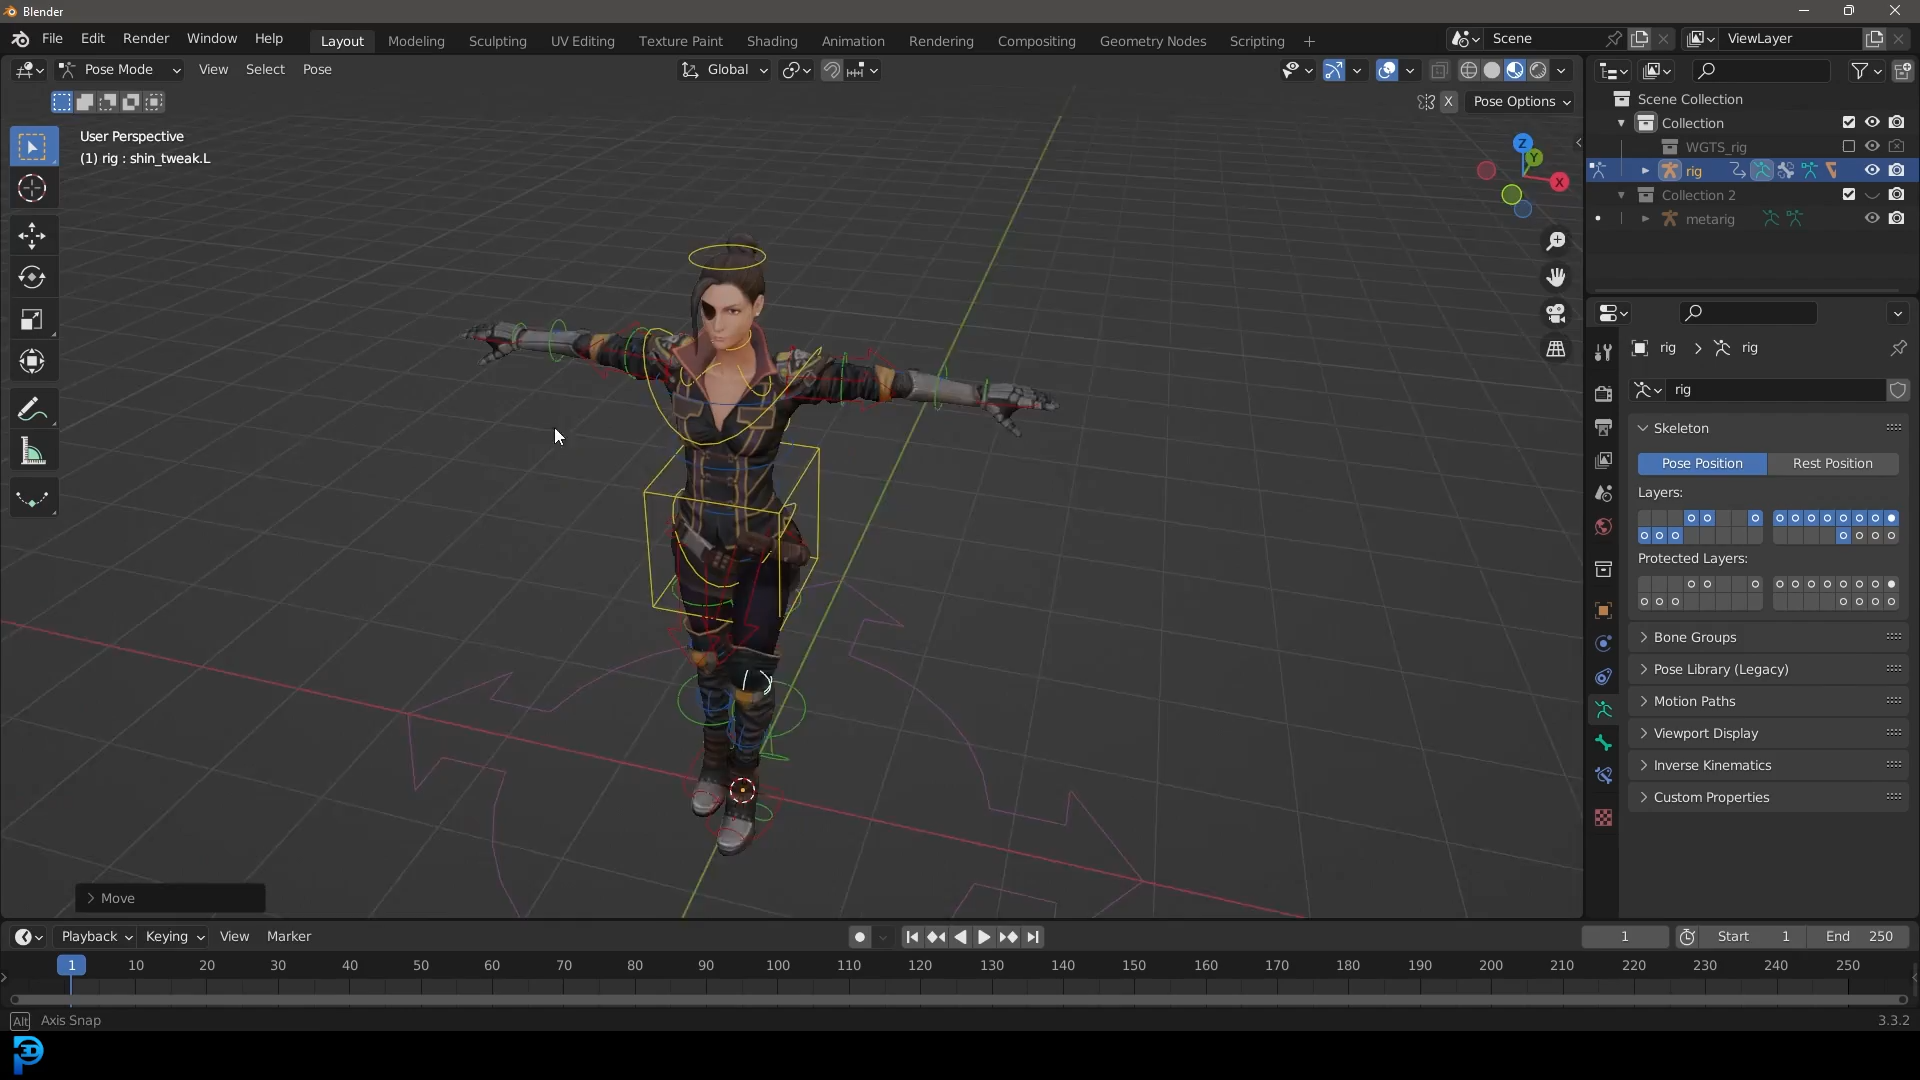 Blender
File Edit Render Window Help
Layout Modeling Sculpting UV Editing Texture Paint Shading Animation Rendering Compositing Geometry Nodes Scripting +
Scene
ViewLayer
Pose Mode View Select Pose
Global
X Pose Options
User Perspective
(1) rig : shin_tweak.L
Z
Y
X
Scene Collection
Collection
WGTS_rig
rig
Collection 2
metarig
rig > rig
rig
Skeleton
Pose Position Rest Position
Layers:
Protected Layers:
Bone Groups
Pose Library (Legacy)
Motion Paths
Viewport Display
Inverse Kinematics
Custom Properties
> Move
Playback Keying View Marker
1 Start 1 End 250
1 10 20 30 40 50 60 70 80 90 100 110 120 130 140 150 160 170 180 190 200 210 220 230 240 250
Alt Axis Snap
3.3.2
3D